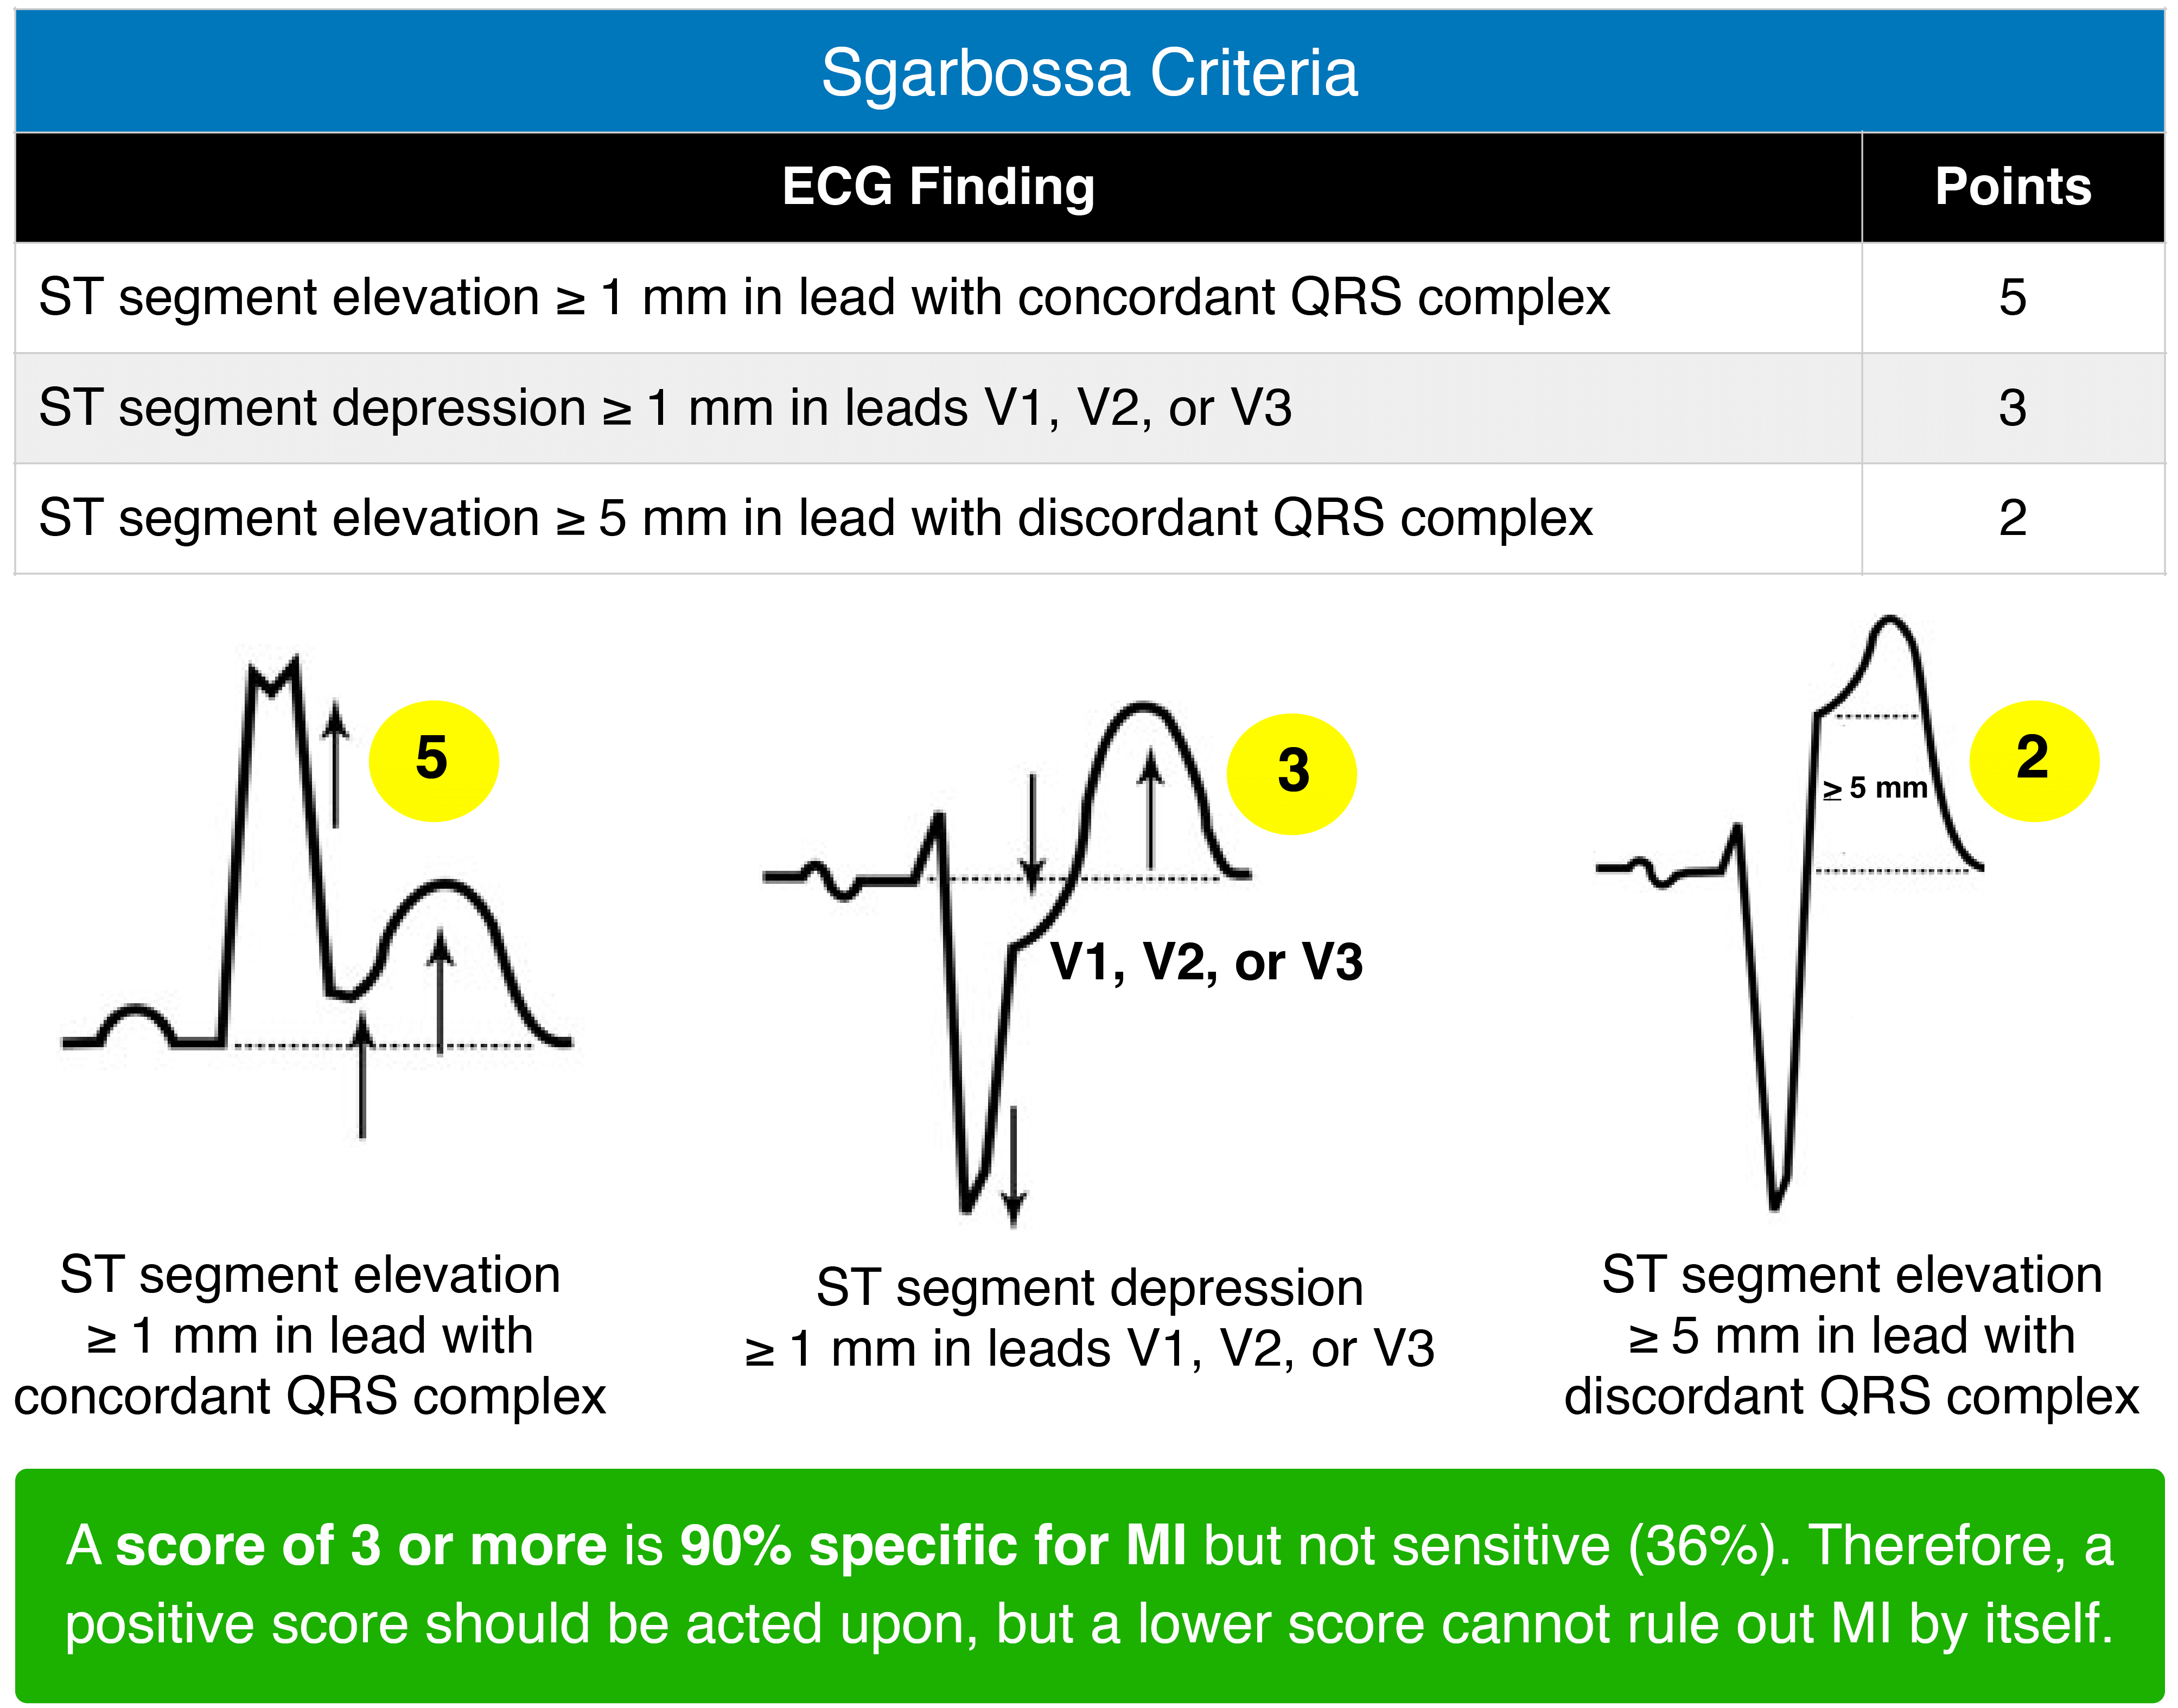 Sgarbossa Criteria
ECG Finding Points
ST segment elevation ≥ 1 mm in lead with concordant QRS complex 5
ST segment depression ≥ 1 mm in leads V1, V2, or V3 3
ST segment elevation ≥ 5 mm in lead with discordant QRS complex 2
5
3
2
≥ 5 mm
V1, V2, or V3
ST segment elevation
≥ 1 mm in lead with
concordant QRS complex
ST segment depression
≥ 1 mm in leads V1, V2, or V3
ST segment elevation
≥ 5 mm in lead with
discordant QRS complex
A score of 3 or more is 90% specific for MI but not sensitive (36%). Therefore, a
positive score should be acted upon, but a lower score cannot rule out MI by itself.